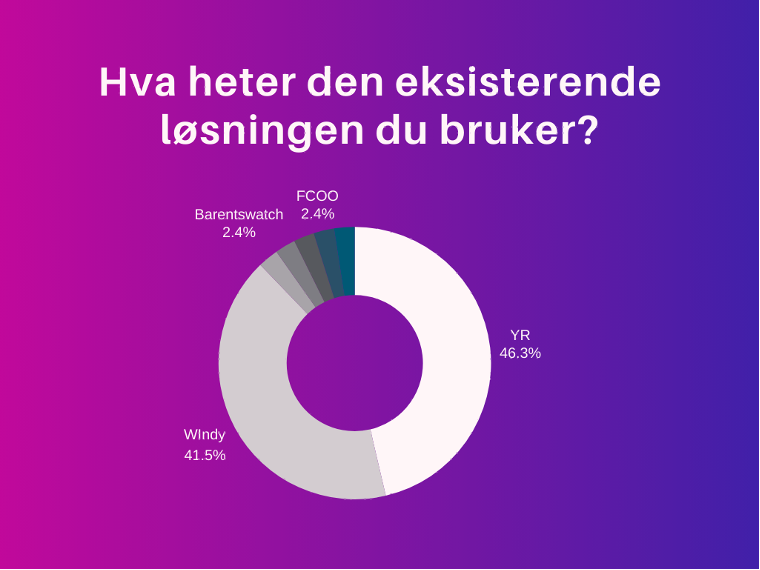 Hva heter den eksisterende
løsningen du bruker?
FCOO
2.4%
Barentswatch
2.4%
YR
46.3%
WIndy
41.5%